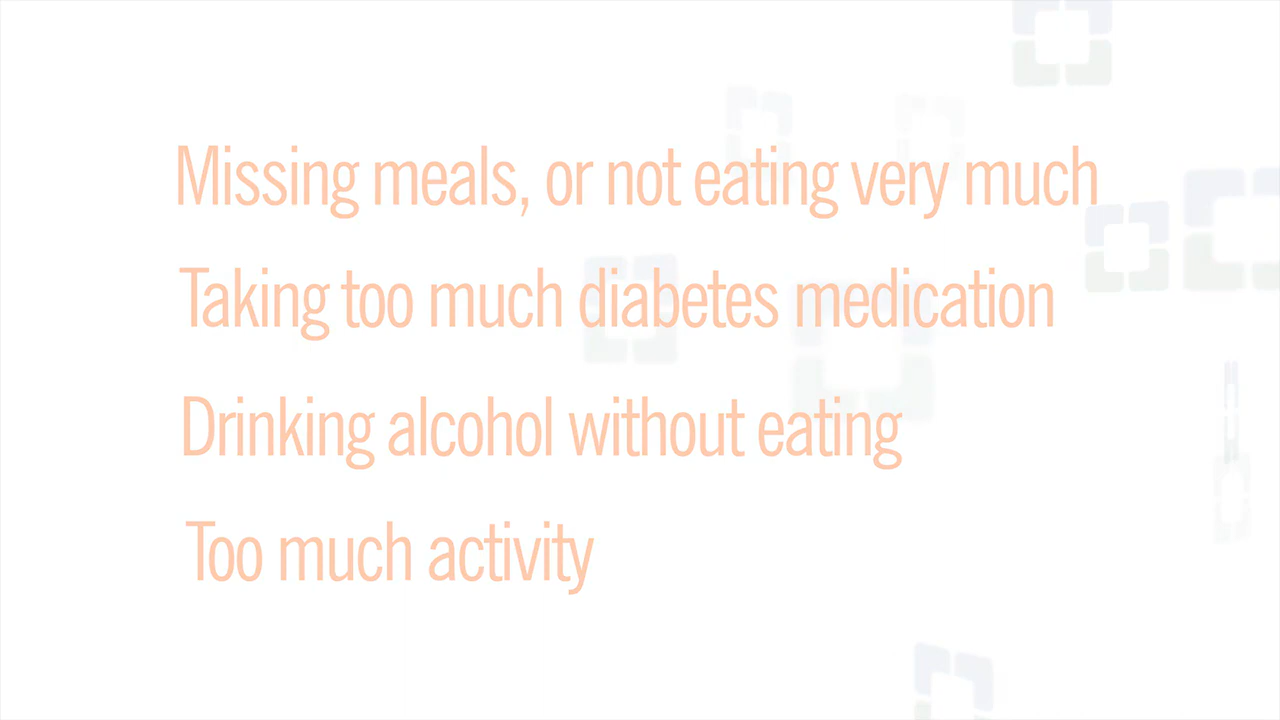 Missing meals, or not eating very much
Taking too much diabetes medication
Drinking alcohol without eating
Too much activity